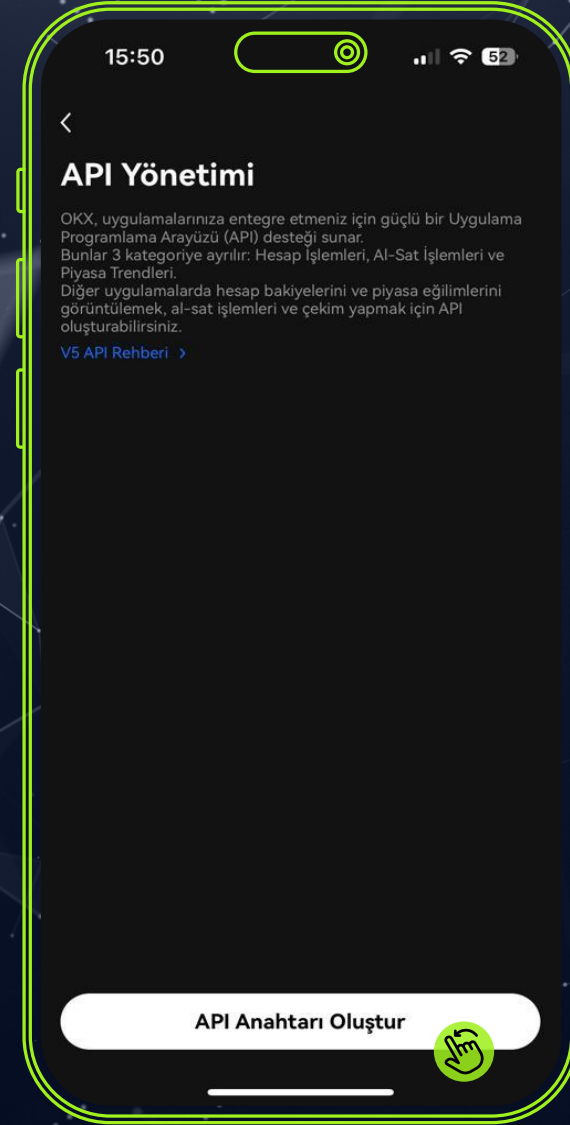 15:50
52
API Yönetimi
OKX, uygulamalarınıza entegre etmeniz için güçlü bir Uygulama
Programlama Arayüzü (API) desteği sunar.
Bunlar 3 kategoriye ayrılır: Hesap İşlemleri, Al-Sat İşlemleri ve
Piyasa Trendleri.
Diğer uygulamalarda hesap bakiyelerini ve piyasa eğilimlerini
görüntülemek, al-sat işlemleri ve çekim yapmak için API
oluşturabilirsiniz.
V5 API Rehberi >
API Anahtarı Oluştur